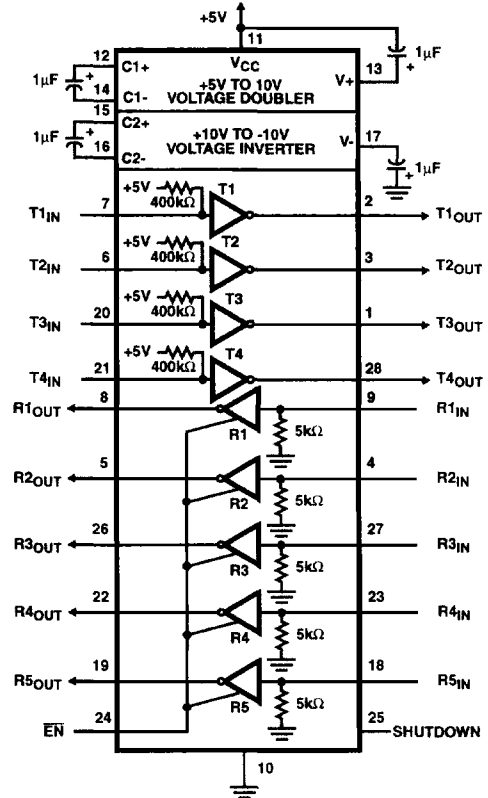 +5V
11
12 C1+ VCC 1µF
1µF + V+ 13 +
14 C1- +5V TO 10V
VOLTAGE DOUBLER
15 C2+
1µF + +10V TO -10V V- 17
16 C2- VOLTAGE INVERTER
+ 1µF
+5V T1
T1IN 7 400kΩ 2 T1OUT
+5V T2
T2IN 6 400kΩ 3 T2OUT
+5V T3
T3IN 20 400kΩ 1 T3OUT
+5V T4
T4IN 21 400kΩ 28 T4OUT
R1OUT 8 9 R1IN
R1 5kΩ
R2OUT 5 4 R2IN
R2 5kΩ
R3OUT 26 27 R3IN
R3 5kΩ
R4OUT 22 23 R4IN
R4 5kΩ
R5OUT 19 18 R5IN
R5 5kΩ
EN 24 25 SHUTDOWN
10